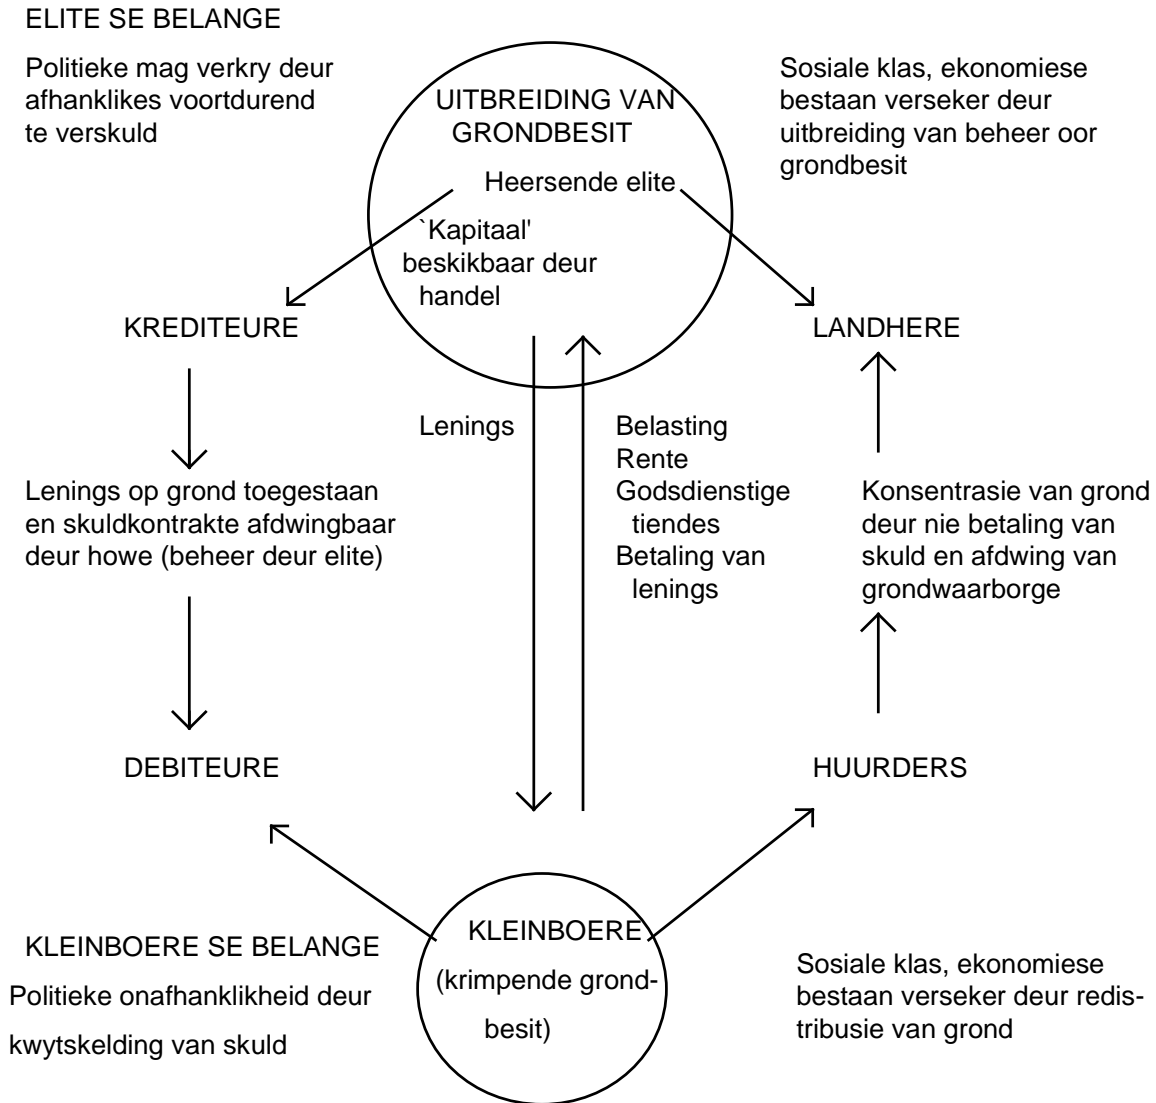 ELITE SE BELANGE
Politieke mag verkry deur
afhanklikes voortdurend
te verskuld
UITBREIDING VAN
GRONDBESIT
Heersende elite
`Kapitaal'
beskikbaar deur
handel
Sosiale klas, ekonomiese
bestaan verseker deur
uitbreiding van beheer oor
grondbesit
KREDITEURE
LANDHERE
Lenings
Belasting
Rente
Godsdienstige
tiendes
Betaling van
lenings
Lenings op grond toegestaan
en skuldkontrakte afdwingbaar
deur howe (beheer deur elite)
Konsentrasie van grond
deur nie betaling van
skuld en afdwing van
grondwaarborge
DEBITEURE
HUURDERS
KLEINBOERE SE BELANGE
Politieke onafhanklikheid deur
kwytskelding van skuld
KLEINBOERE
(krimpende grond-
besit)
Sosiale klas, ekonomiese
bestaan verseker deur redis-
tribusie van grond